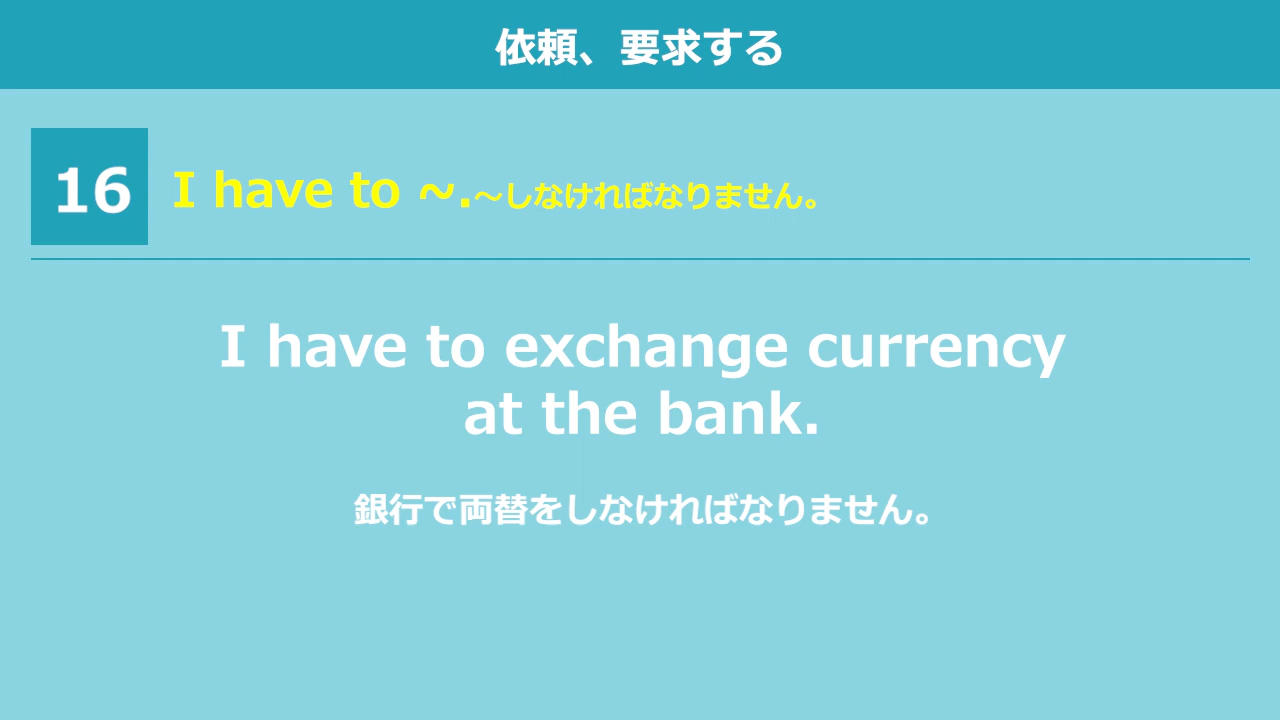 依頼、要求する
16
I have to ~.～しなければなりません。
I have to exchange currency
at the bank.
銀行で両替をしなければなりません。